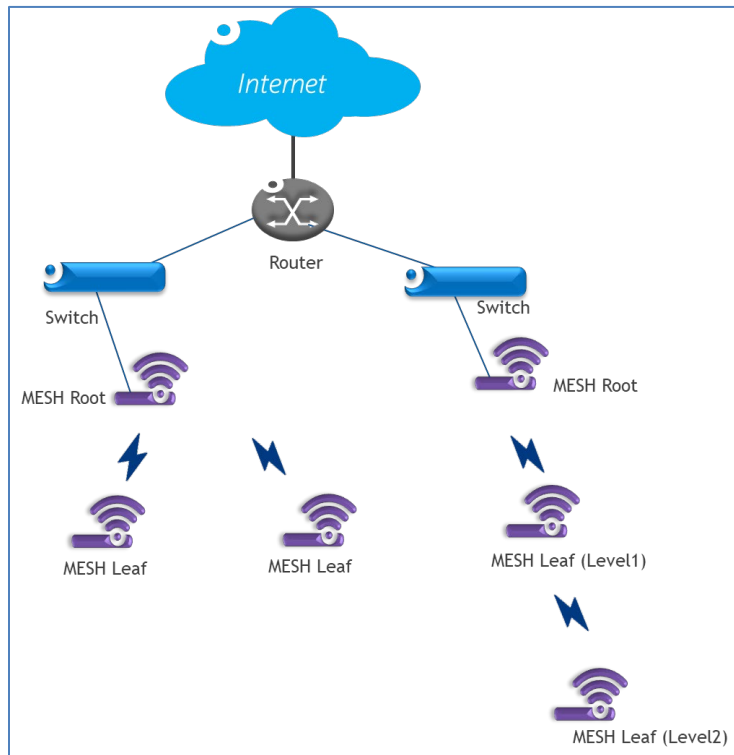 Internet
Router
Switch
Switch
MESH Root
MESH Root
MESH Leaf
MESH Leaf
MESH Leaf (Level1)
MESH Leaf (Level2)